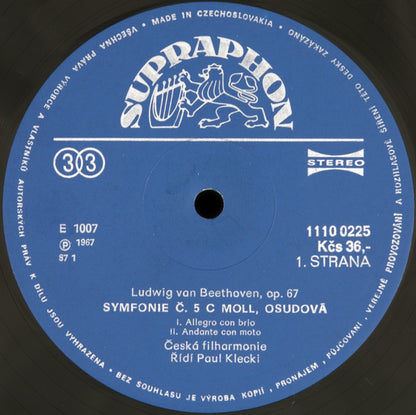 SUPRAPHON
33
STEREO
E 1007
Ⓟ 1967
87 1
1110 0225
Kčs 36,-
1. STRANA
Ludwig van Beethoven, op. 67
SYMFONIE Č. 5 C MOLL, OSUDOVÁ
I. Allegro con brio
II. Andante con moto
Česká filharmonie
Řídí Paul Klecki
VŠECHNA PRÁVA VÝROBCE A VLASTNÍKŮ AUTORSKÝCH PRÁV K DÍLU JSOU VYHRAZENA • BEZ SOUHLASU JE VÝROBA KOPIÍ, PRONÁJEM, PŮJČOVÁNÍ, VEREJNÉ PROVOZOVÁNÍ A ROZHLASOVÉ ŠÍŘENÍ TÉTO DESKY ZAKÁZÁNO • MADE IN CZECHOSLOVAKIA •